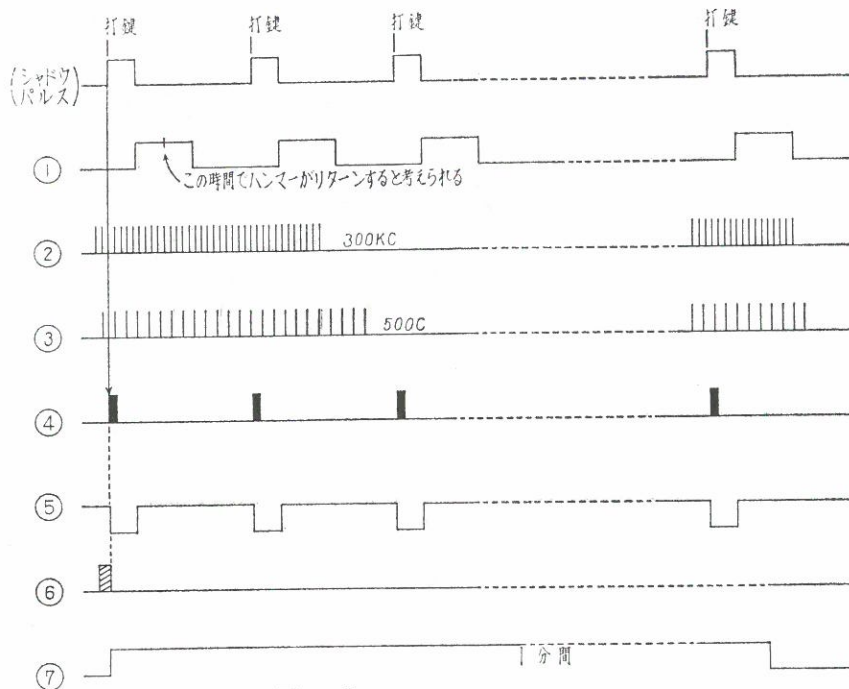 打鍵 打鍵 打鍵 打鍵
(シャドウ
(パルス)
①
この時間でハンマーがリターンすると考えられる
②
300KC
③
500C
④
⑤
⑥
⑦
1分間